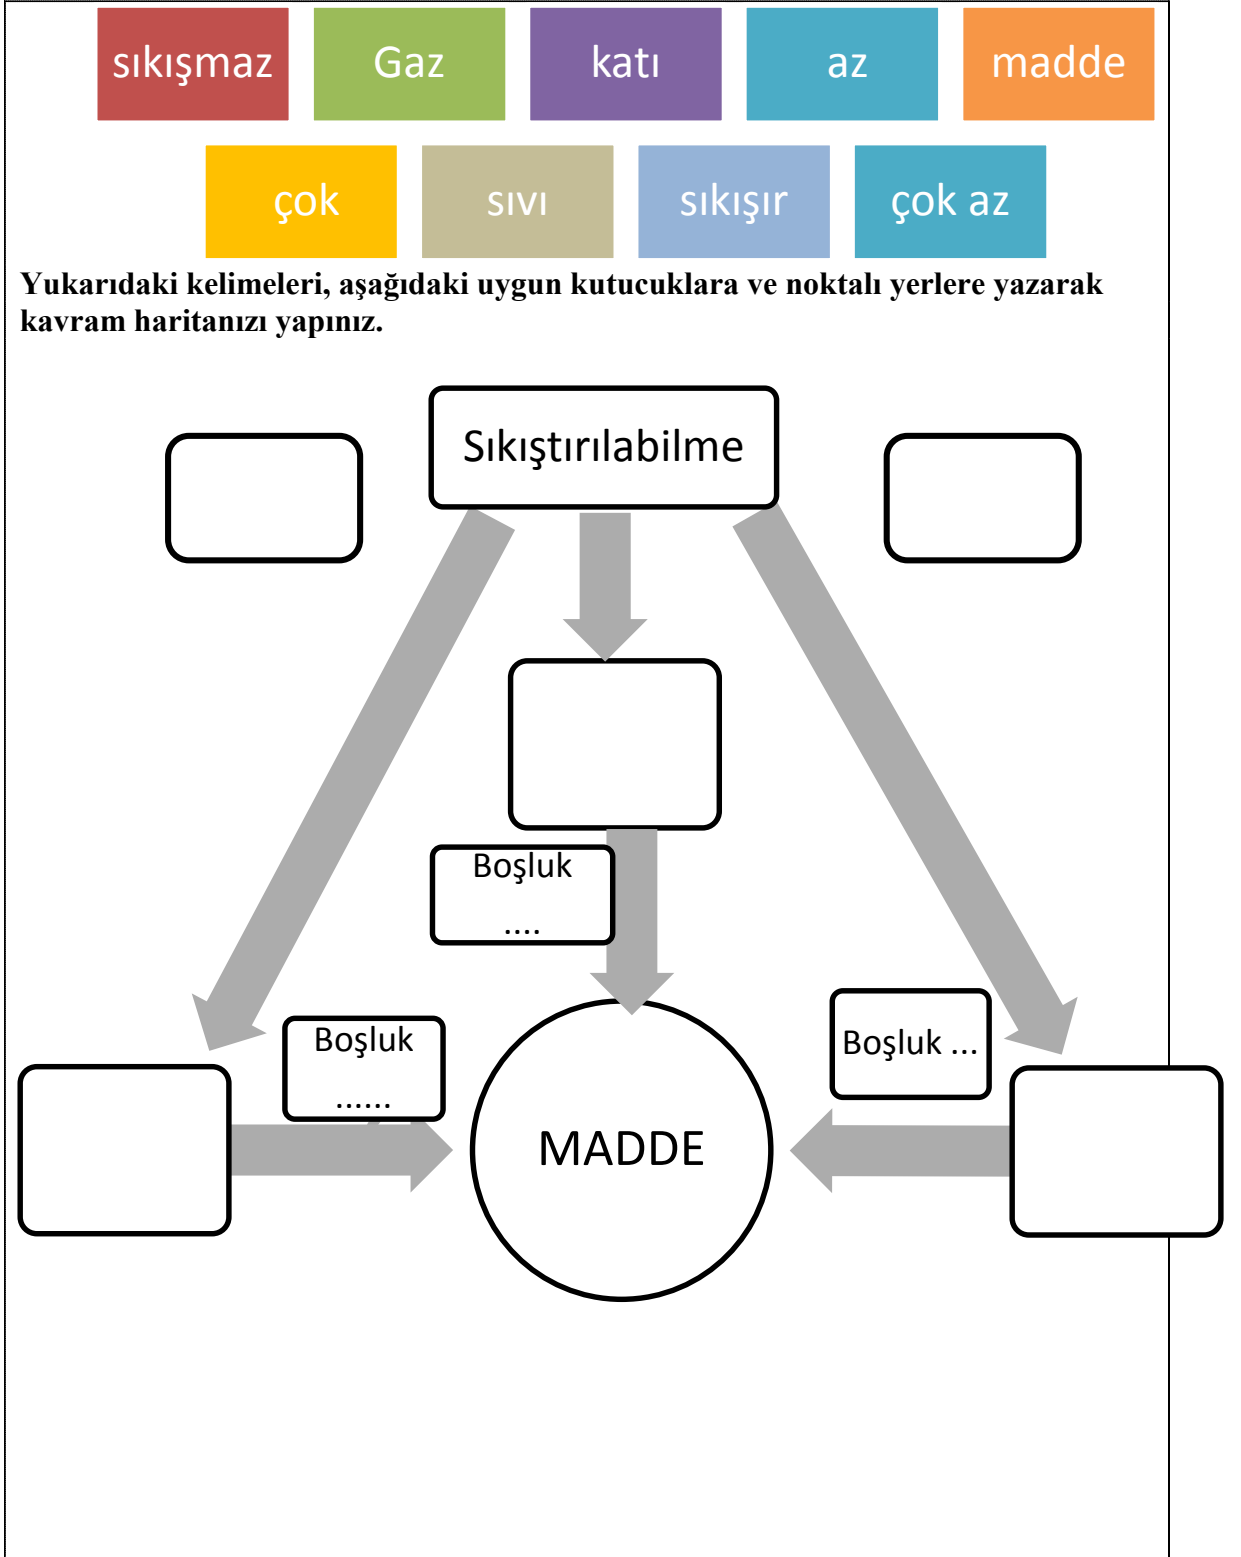 sıkışmaz Gaz katı az madde
çok sıvı sıkışır çok az
Yukarıdaki kelimeleri, aşağıdaki uygun kutucuklara ve noktalı yerlere yazarak
kavram haritanızı yapınız.
Sıkıştırılabilme
Boşluk
....
Boşluk
......
Boşluk ...
MADDE